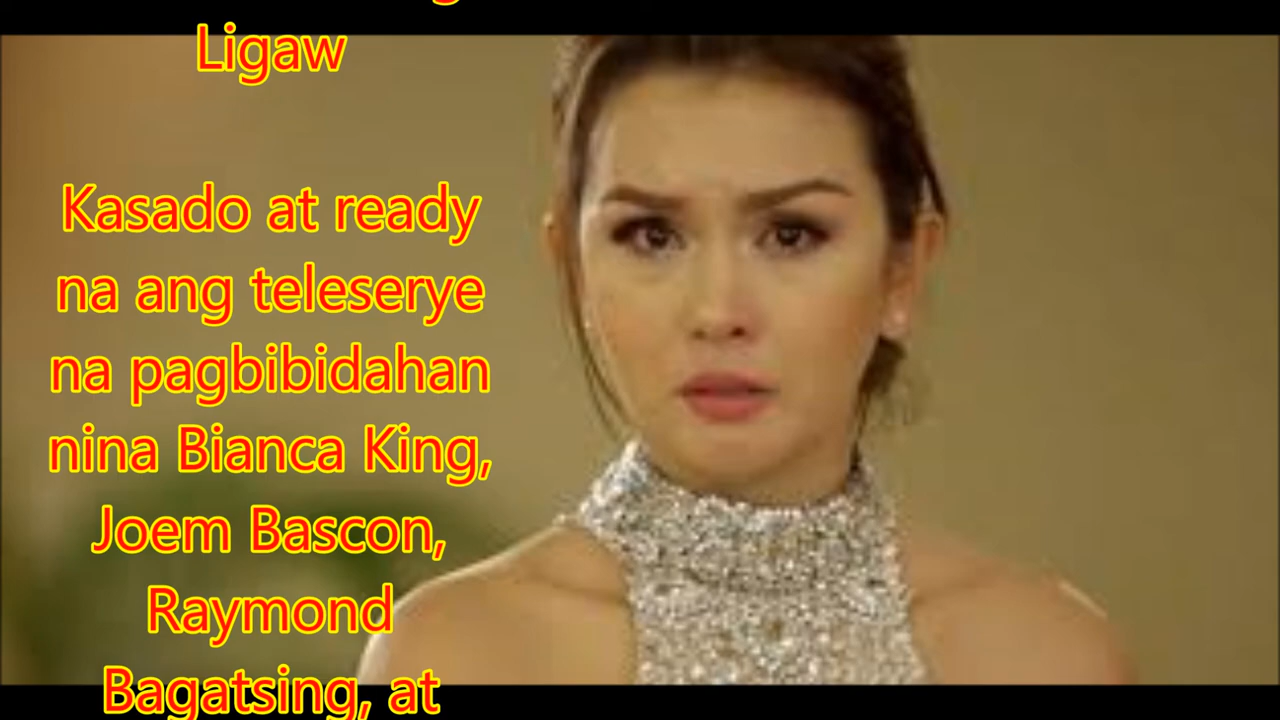 Ligaw
Kasado at ready
na ang teleserye
na pagbibidahan
nina Bianca King,
Joem Bascon,
Raymond
Bagatsing, at